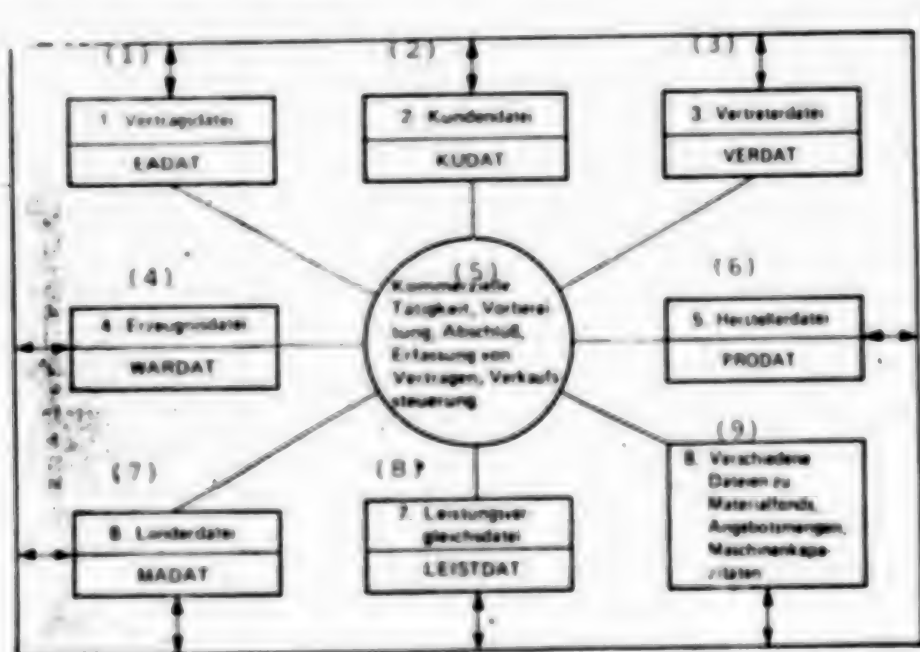 (1)
(2)
(3)
1. Vertragsdatei
EADAT
2. Kundendatei
KUDAT
3. Vertreterdatei
VERDAT
(4)
4. Erzeugnisdatei
WARDAT
(5)
Kommerzielle
Tätigkeit, Vorberei
tung, Abschluß,
Erfassung von
Verträgen, Verkaufs
steuerung
(6)
5. Herstellerdatei
PRODAT
(7)
6. Länderdatei
MADAT
(8)
7. Leistungsver
gleichsdatei
LEISTDAT
(9)
8. Verschiedene
Dateien zu
Materialfonds,
Angebotsmengen,
Maschinenkapa
zitäten